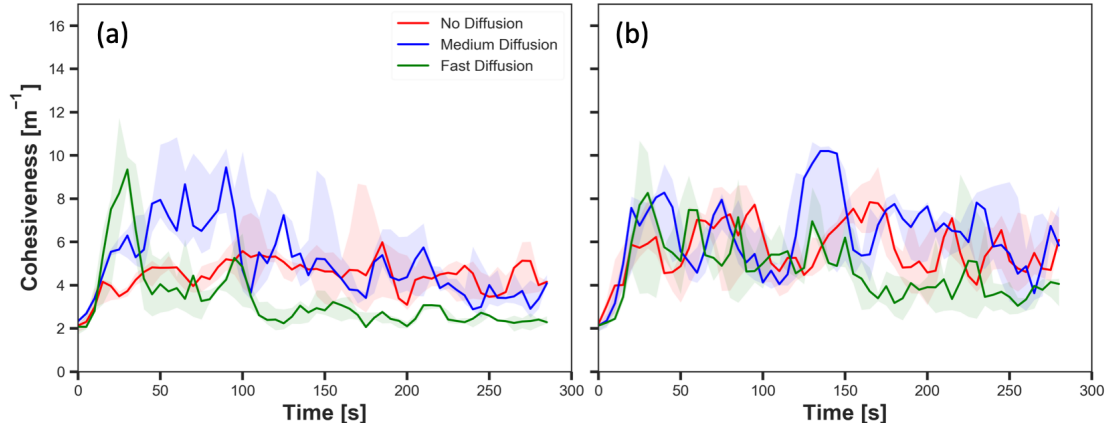 (a)
No Diffusion
Medium Diffusion
Fast Diffusion
Cohesiveness [m⁻¹]
16
14
12
10
8
6
4
2
0
0 50 100 150 200 250 300
Time [s]
(b)
0 50 100 150 200 250 300
Time [s]